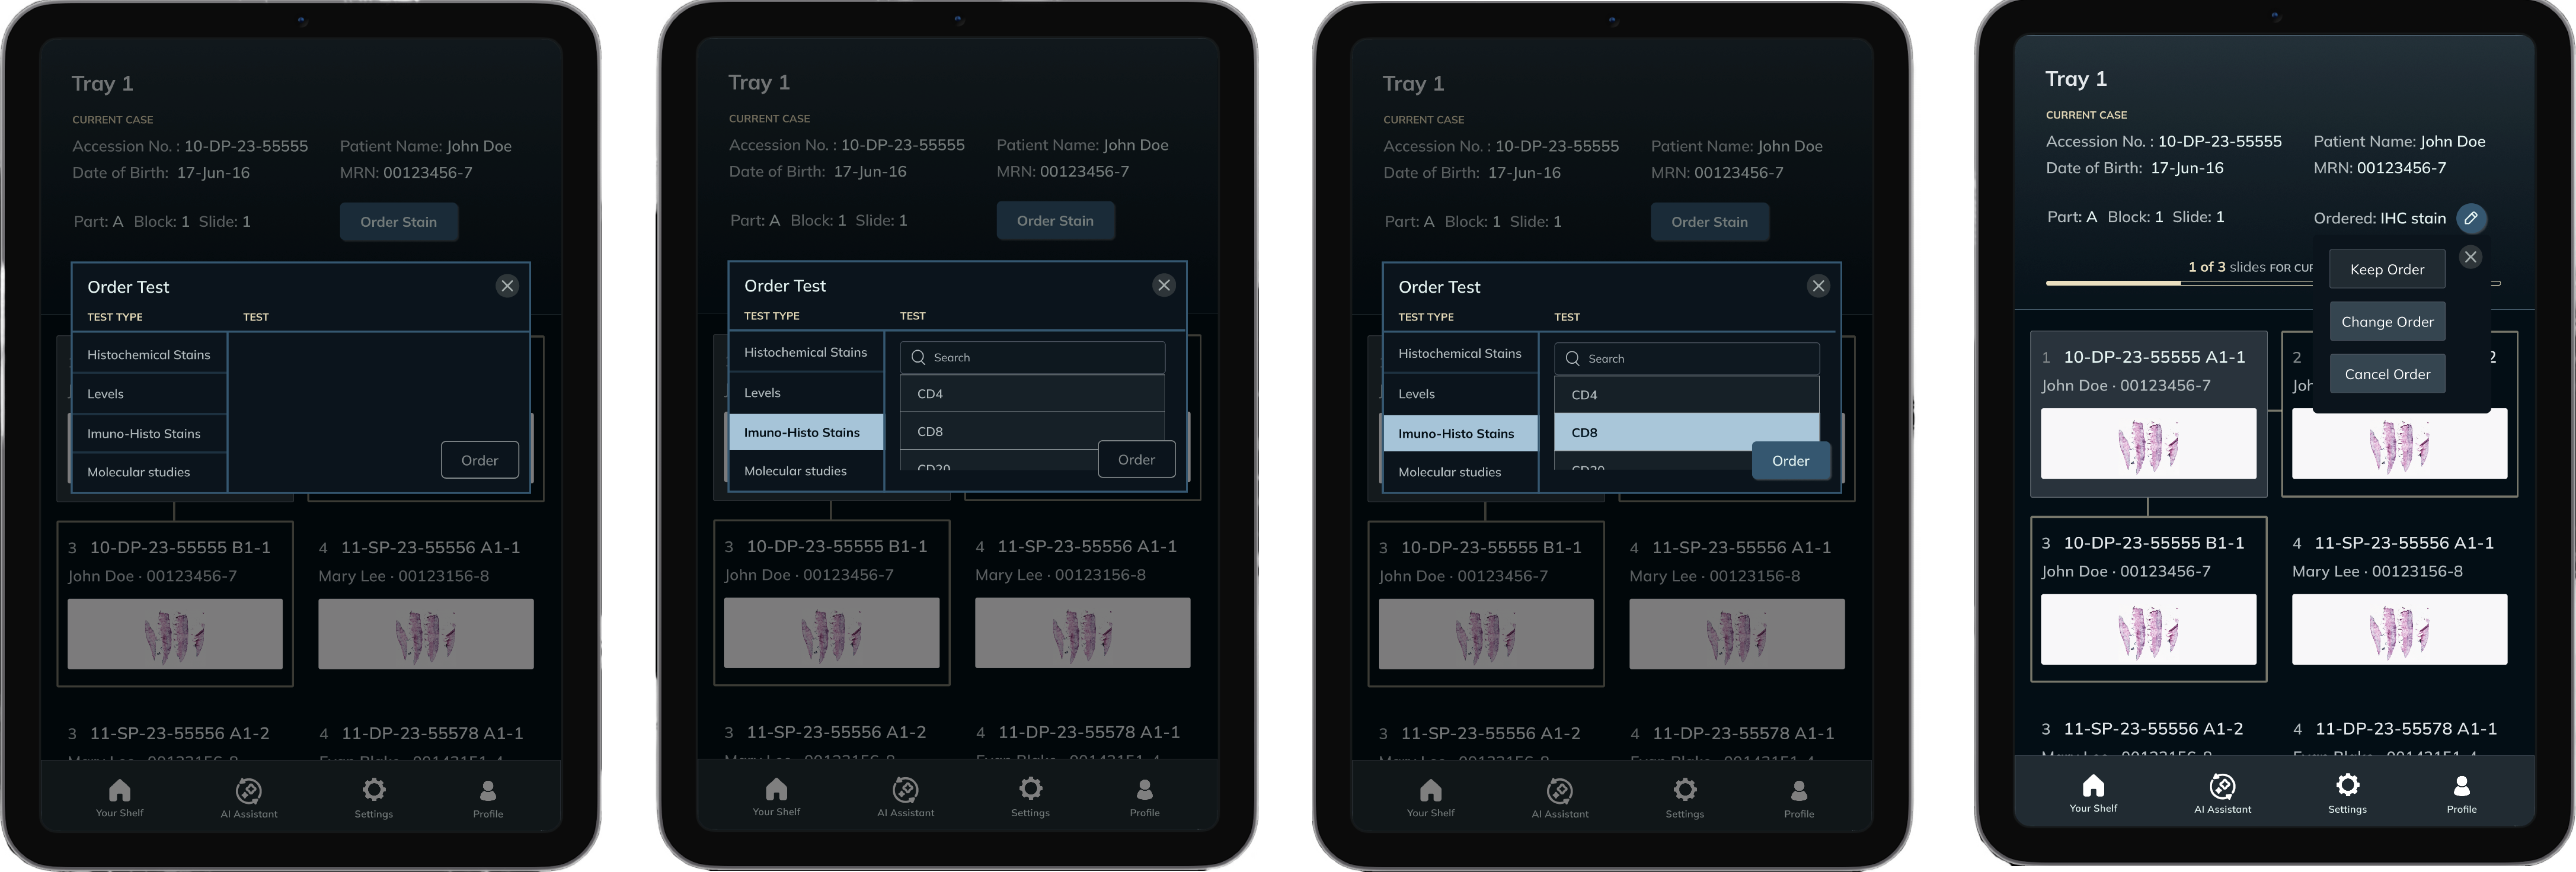 Tray 1
CURRENT CASE
Accession No. : 10-DP-23-55555 Patient Name: John Doe
Date of Birth: 17-Jun-16 MRN: 00123456-7
Part: A Block: 1 Slide: 1 Order Stain
Order Test
TEST TYPE TEST
Histochemical Stains
Levels
Imuno-Histo Stains
Molecular studies
Order
3 10-DP-23-55555 B1-1 4 11-SP-23-55556 A1-1
John Doe · 00123456-7 Mary Lee · 00123156-8
3 11-SP-23-55556 A1-2 4 11-DP-23-55578 A1-1
Your Shelf AI Assistant Settings Profile
Tray 1
CURRENT CASE
Accession No. : 10-DP-23-55555 Patient Name: John Doe
Date of Birth: 17-Jun-16 MRN: 00123456-7
Part: A Block: 1 Slide: 1 Order Stain
Order Test
TEST TYPE TEST
Histochemical Stains Search
Levels CD4
Imuno-Histo Stains CD8
Molecular studies CD20
Order
3 10-DP-23-55555 B1-1 4 11-SP-23-55556 A1-1
John Doe · 00123456-7 Mary Lee · 00123156-8
3 11-SP-23-55556 A1-2 4 11-DP-23-55578 A1-1
Mary Lee · 00123156-8 Evan Blake · 00142151-4
Your Shelf AI Assistant Settings Profile
Tray 1
CURRENT CASE
Accession No. : 10-DP-23-55555 Patient Name: John Doe
Date of Birth: 17-Jun-16 MRN: 00123456-7
Part: A Block: 1 Slide: 1 Order Stain
Order Test
TEST TYPE TEST
Histochemical Stains Search
Levels CD4
Imuno-Histo Stains CD8
Molecular studies CD20
Order
3 10-DP-23-55555 B1-1 4 11-SP-23-55556 A1-1
John Doe · 00123456-7 Mary Lee · 00123156-8
3 11-SP-23-55556 A1-2 4 11-DP-23-55578 A1-1
Your Shelf AI Assistant Settings Profile
Tray 1
CURRENT CASE
Accession No. : 10-DP-23-55555 Patient Name: John Doe
Date of Birth: 17-Jun-16 MRN: 00123456-7
Part: A Block: 1 Slide: 1 Ordered: IHC stain
1 of 3 slides FOR CUR
Keep Order
Change Order
Cancel Order
1 10-DP-23-55555 A1-1 2 2
John Doe · 00123456-7 Joh
3 10-DP-23-55555 B1-1 4 11-SP-23-55556 A1-1
John Doe · 00123456-7 Mary Lee · 00123156-8
3 11-SP-23-55556 A1-2 4 11-DP-23-55578 A1-1
Your Shelf AI Assistant Settings Profile